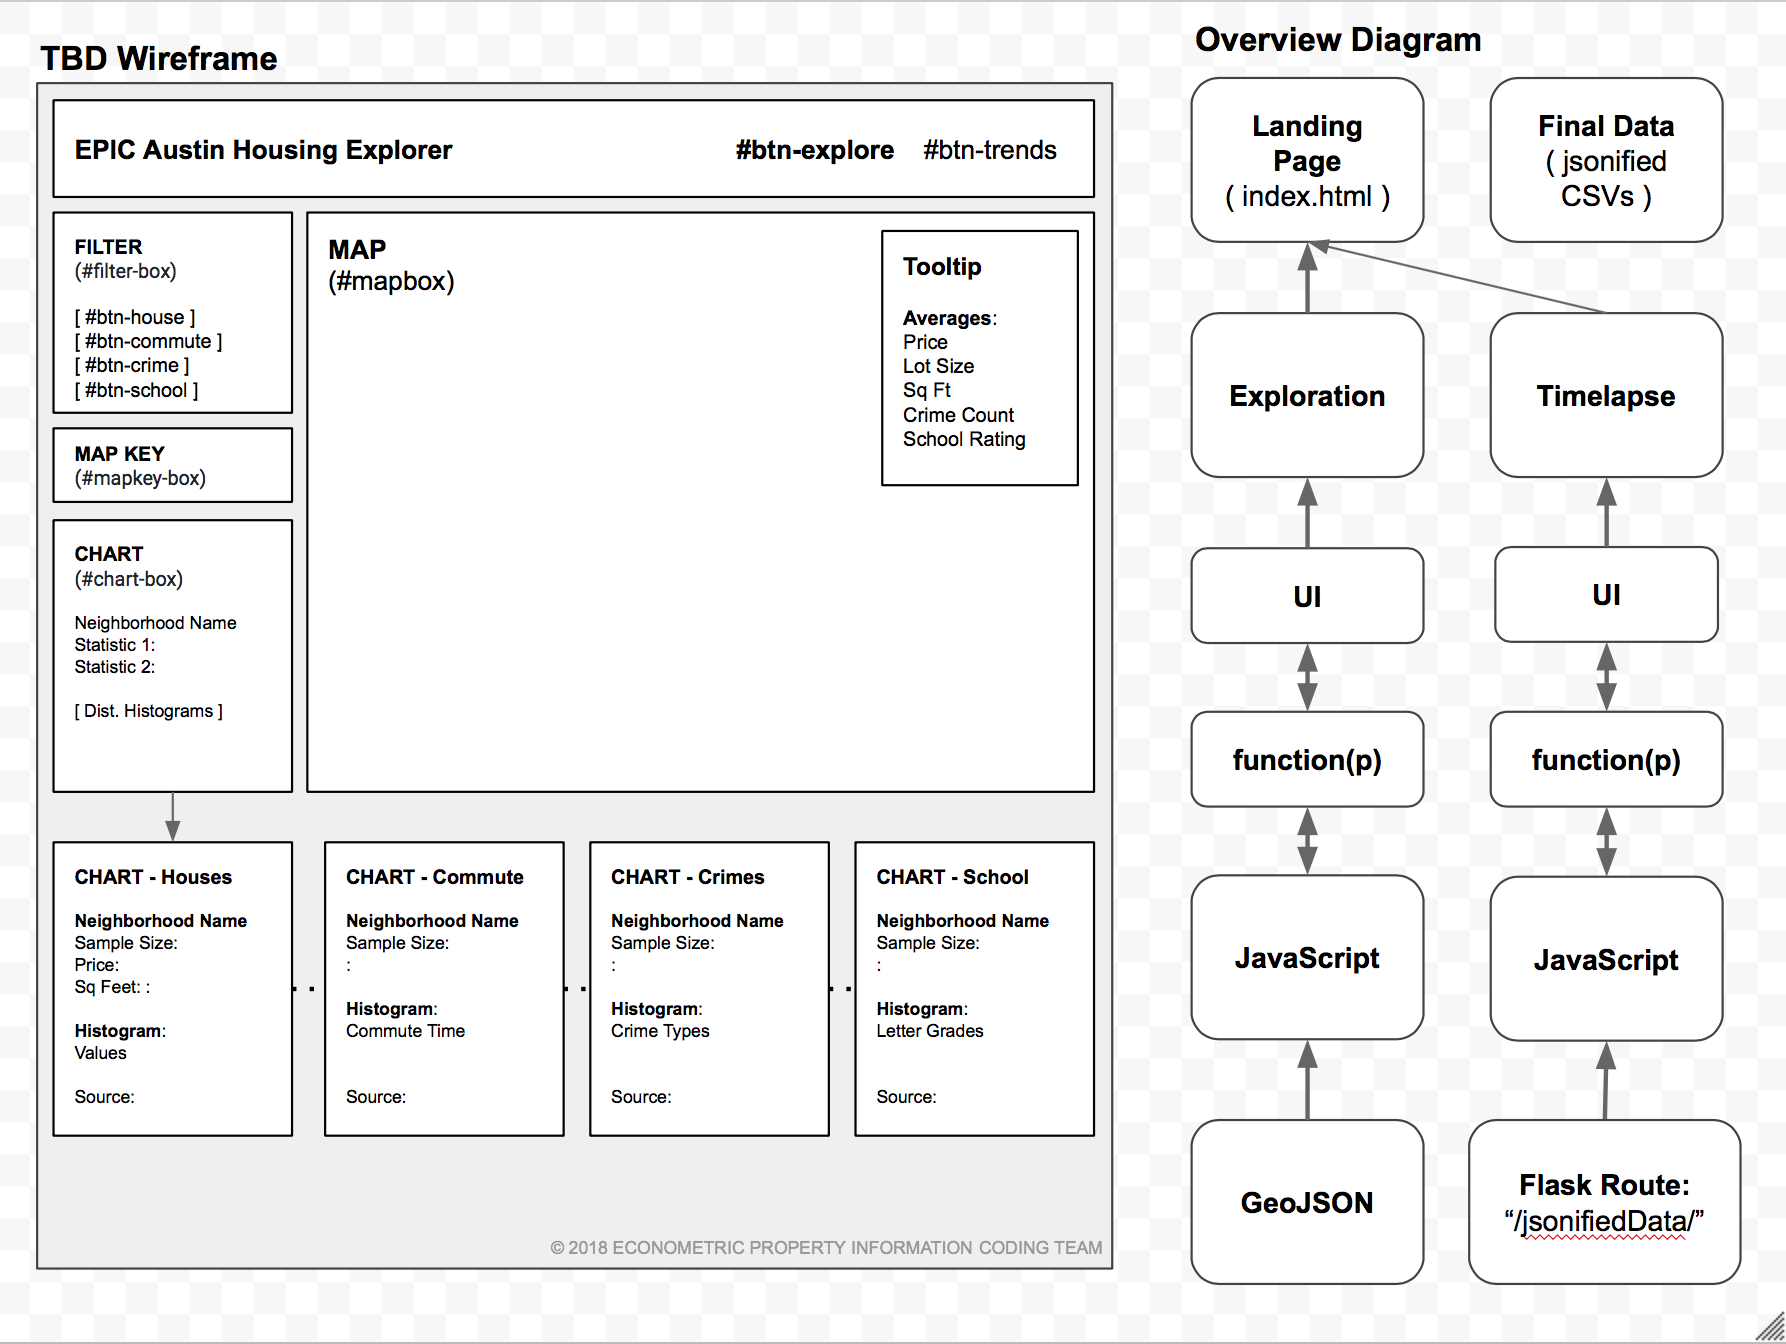 TBD Wireframe
EPIC Austin Housing Explorer
#btn-explore #btn-trends
FILTER
(#filter-box)
[ #btn-house ]
[ #btn-commute ]
[ #btn-crime ]
[ #btn-school ]
MAP KEY
(#mapkey-box)
CHART
(#chart-box)
Neighborhood Name
Statistic 1:
Statistic 2:
[ Dist. Histograms ]
MAP
(#mapbox)
Tooltip
Averages:
Price
Lot Size
Sq Ft
Crime Count
School Rating
CHART - Houses
Neighborhood Name
Sample Size:
Price:
Sq Feet: :
Histogram:
Values
Source:
CHART - Commute
Neighborhood Name
Sample Size:
:
Histogram:
Commute Time
Source:
CHART - Crimes
Neighborhood Name
Sample Size:
:
Histogram:
Crime Types
Source:
CHART - School
Neighborhood Name
Sample Size:
:
Histogram:
Letter Grades
Source:
© 2018 ECONOMETRIC PROPERTY INFORMATION CODING TEAM
Overview Diagram
Landing
Page
( index.html )
Final Data
( jsonified
CSVs )
Exploration
Timelapse
UI
UI
function(p)
function(p)
JavaScript
JavaScript
GeoJSON
Flask Route:
“/jsonifiedData/”